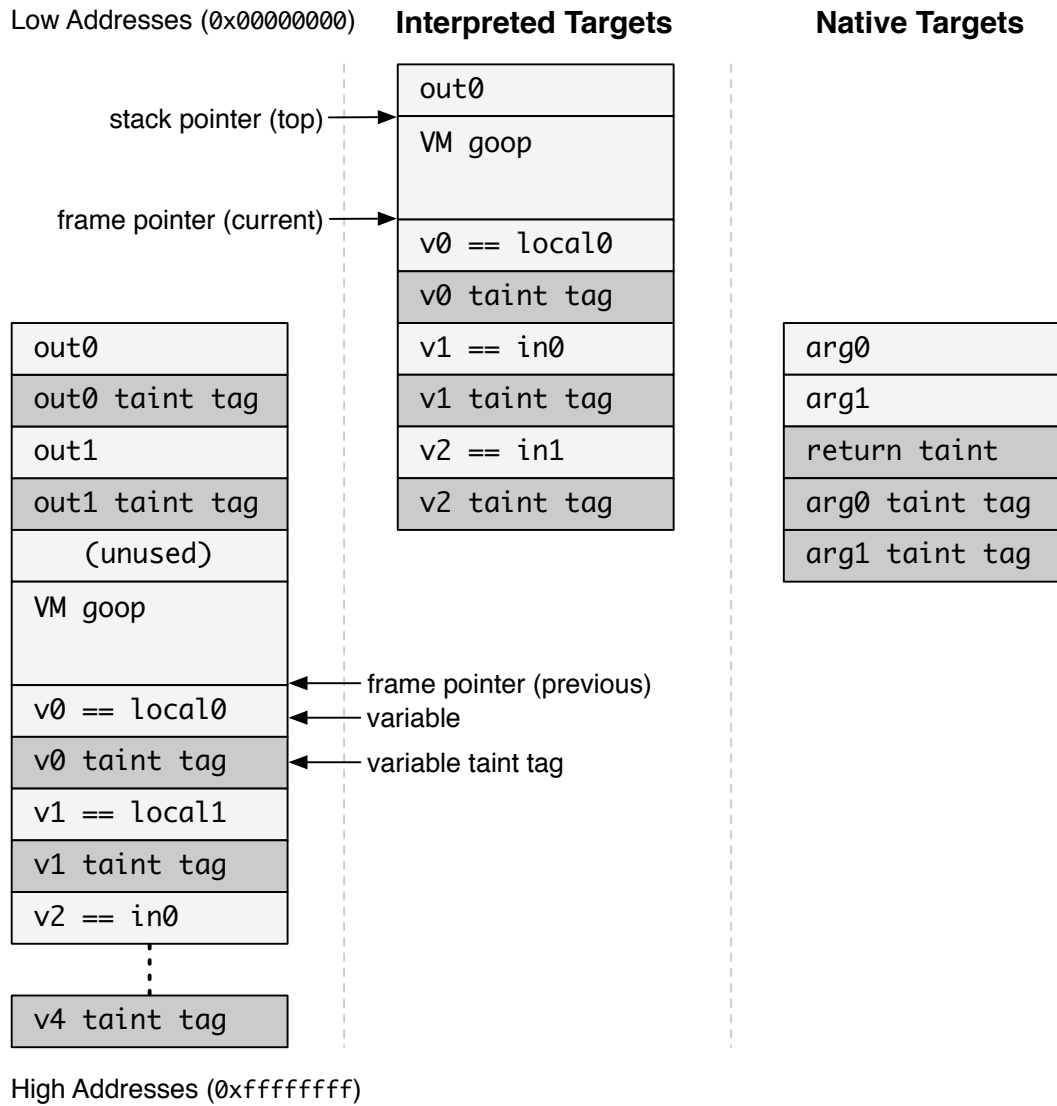 Low Addresses (0x00000000)
Interpreted Targets
Native Targets
out0
stack pointer (top)
VM goop
frame pointer (current)
v0 == local0
v0 taint tag
v1 == in0
v1 taint tag
v2 == in1
v2 taint tag
out0
out0 taint tag
out1
out1 taint tag
(unused)
VM goop
frame pointer (previous)
v0 == local0
variable
v0 taint tag
variable taint tag
v1 == local1
v1 taint tag
v2 == in0
v4 taint tag
arg0
arg1
return taint
arg0 taint tag
arg1 taint tag
High Addresses (0xffffffff)